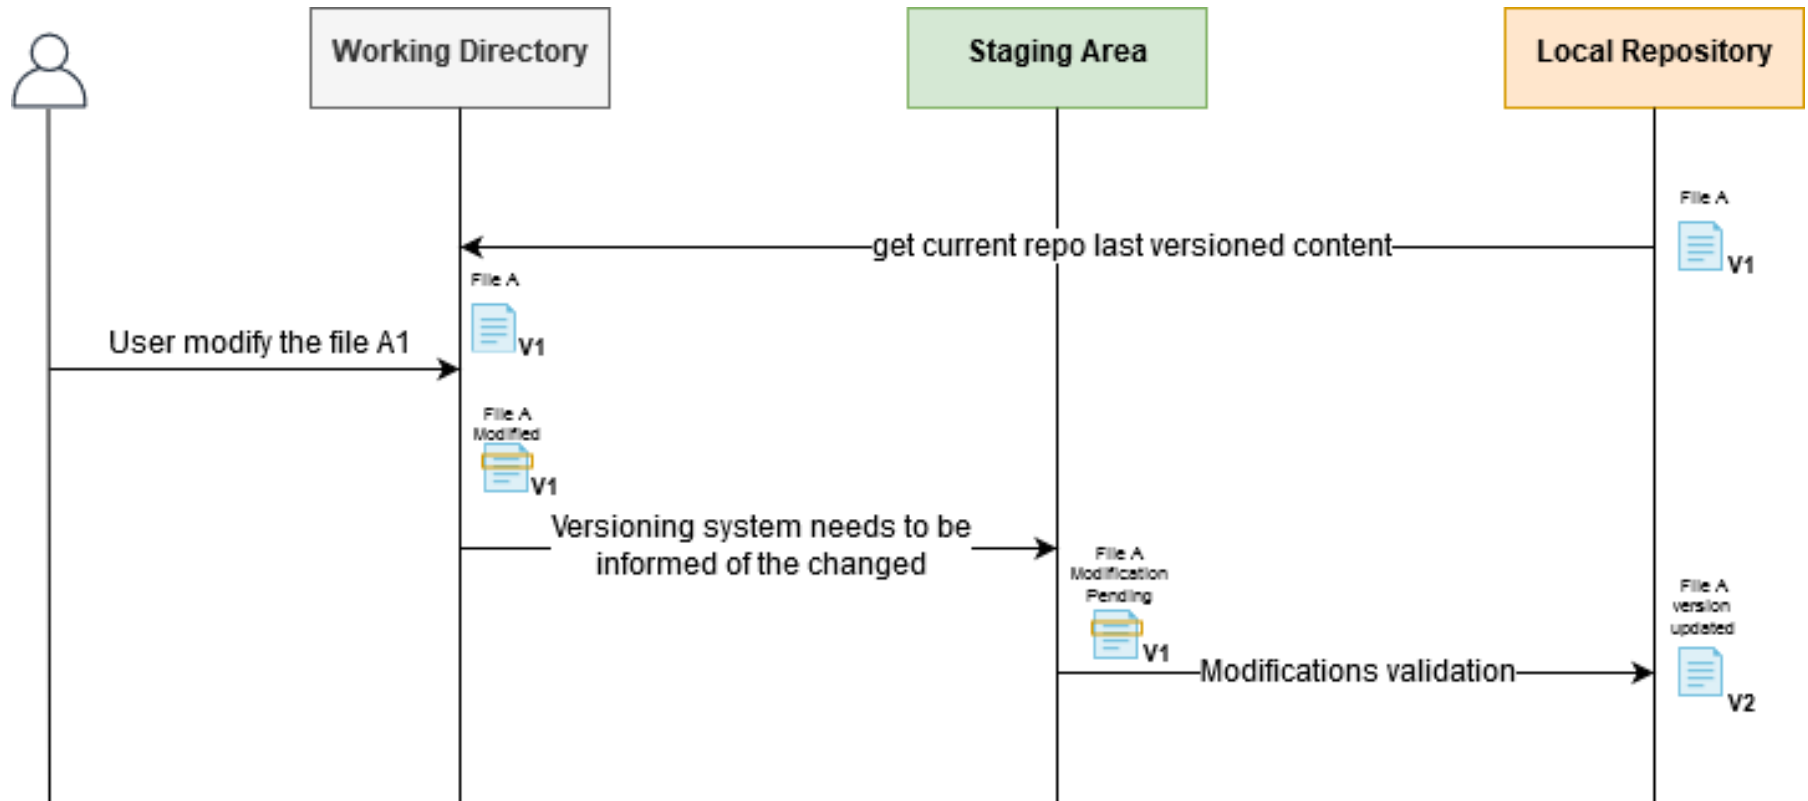 Working Directory
Staging Area
Local Repository
File A
V1
get current repo last versioned content
File A
V1
User modify the file A1
File A
Modified
V1
Versioning system needs to be
informed of the changed
File A
Modification
Pending
V1
File A
version
updated
Modifications validation
V2